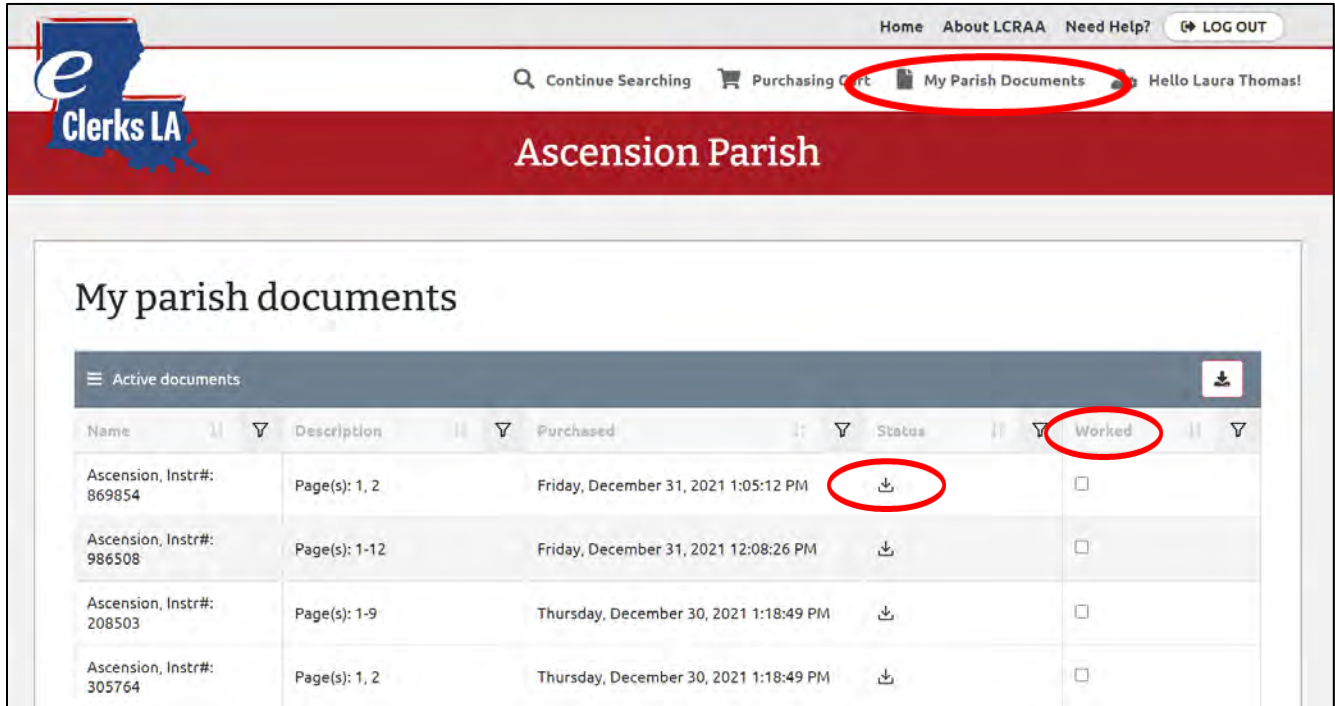 Home About LCRAA Need Help? LOG OUT
e
Clerks LA
Continue Searching Purchasing Cart My Parish Documents Hello Laura Thomas!
Ascension Parish
My parish documents
Active documents
Name Description Purchased Status Worked
Ascension, Instr#:
869854
Page(s): 1, 2
Friday, December 31, 2021 1:05:12 PM
Ascension, Instr#:
986508
Page(s): 1-12
Friday, December 31, 2021 12:08:26 PM
Ascension, Instr#:
208503
Page(s): 1-9
Thursday, December 30, 2021 1:18:49 PM
Ascension, Instr#:
305764
Page(s): 1, 2
Thursday, December 30, 2021 1:18:49 PM